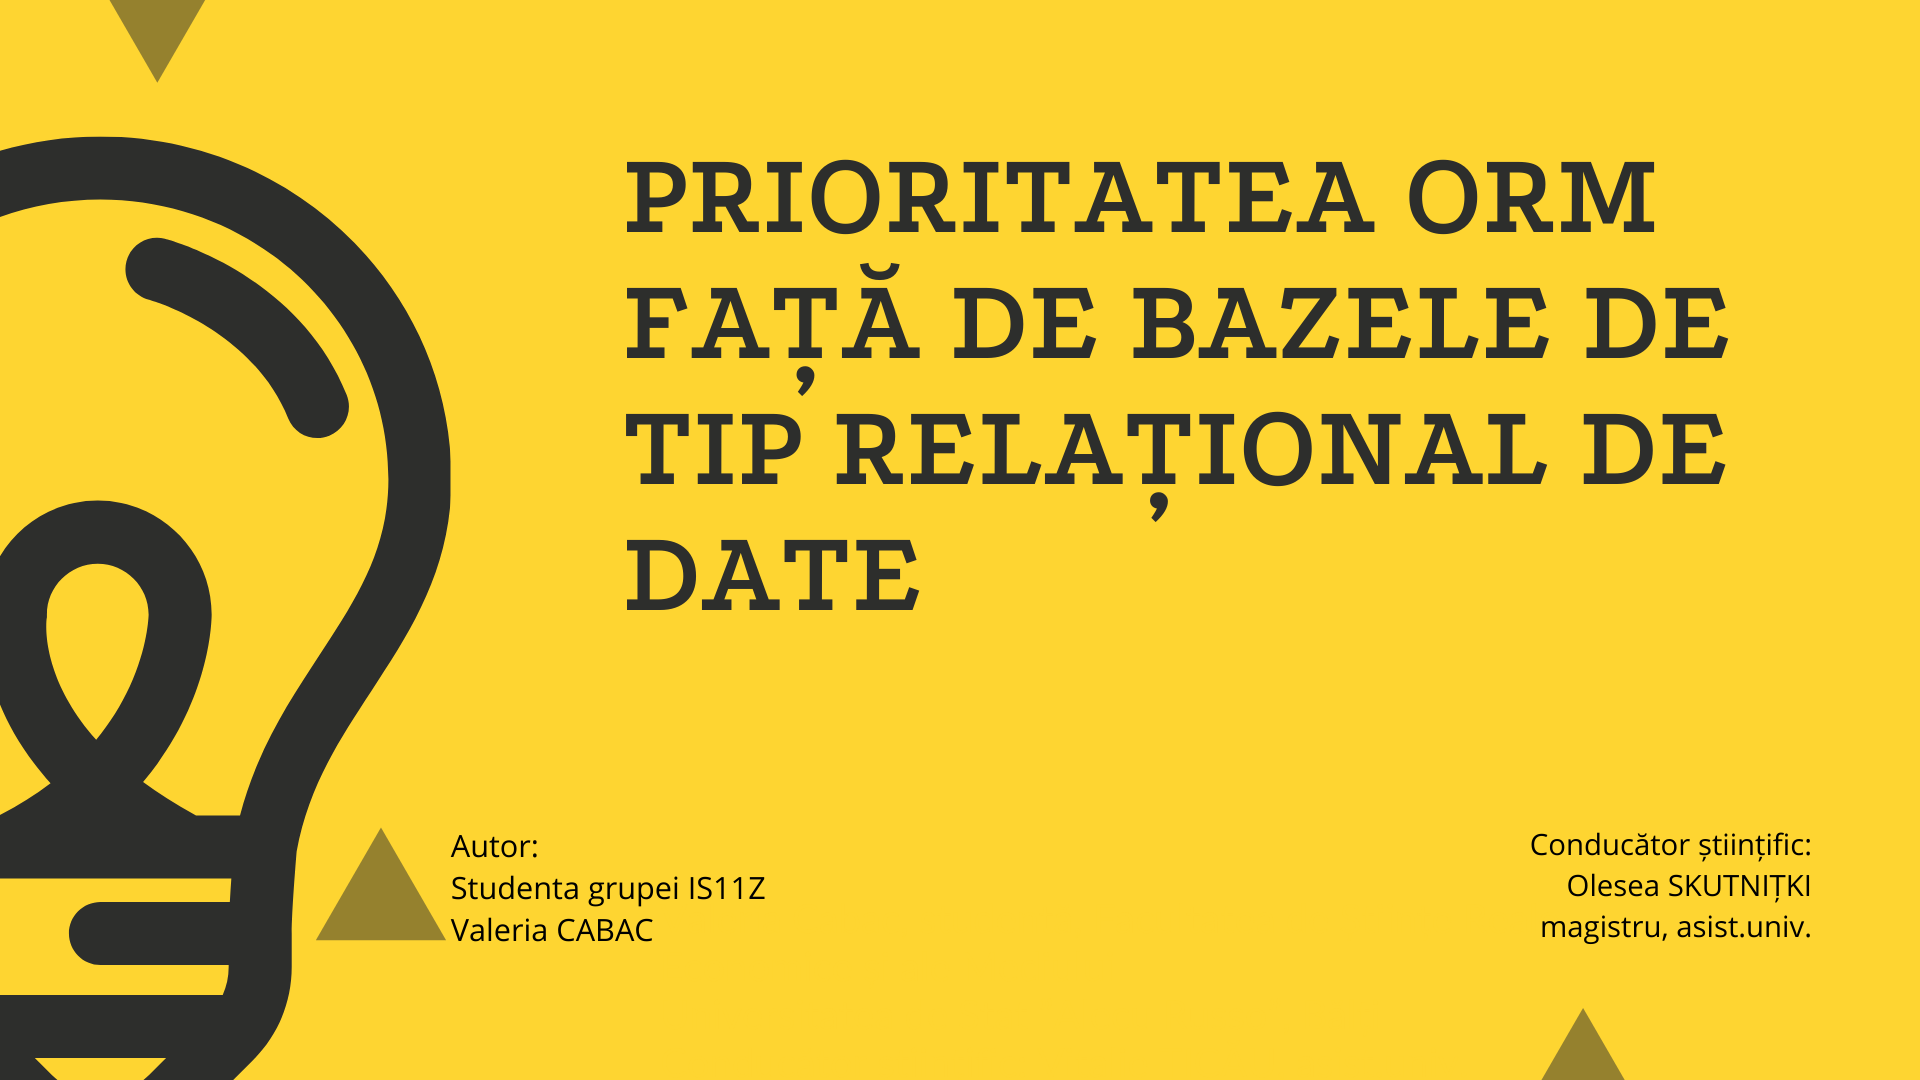 PRIORITATEA ORM
FAȚĂ DE BAZELE DE
TIP RELAȚIONAL DE
DATE
Autor:
Studenta grupei IS11Z
Valeria CABAC
Conducător științific:
Olesea SKUTNIȚKI
magistru, asist.univ.